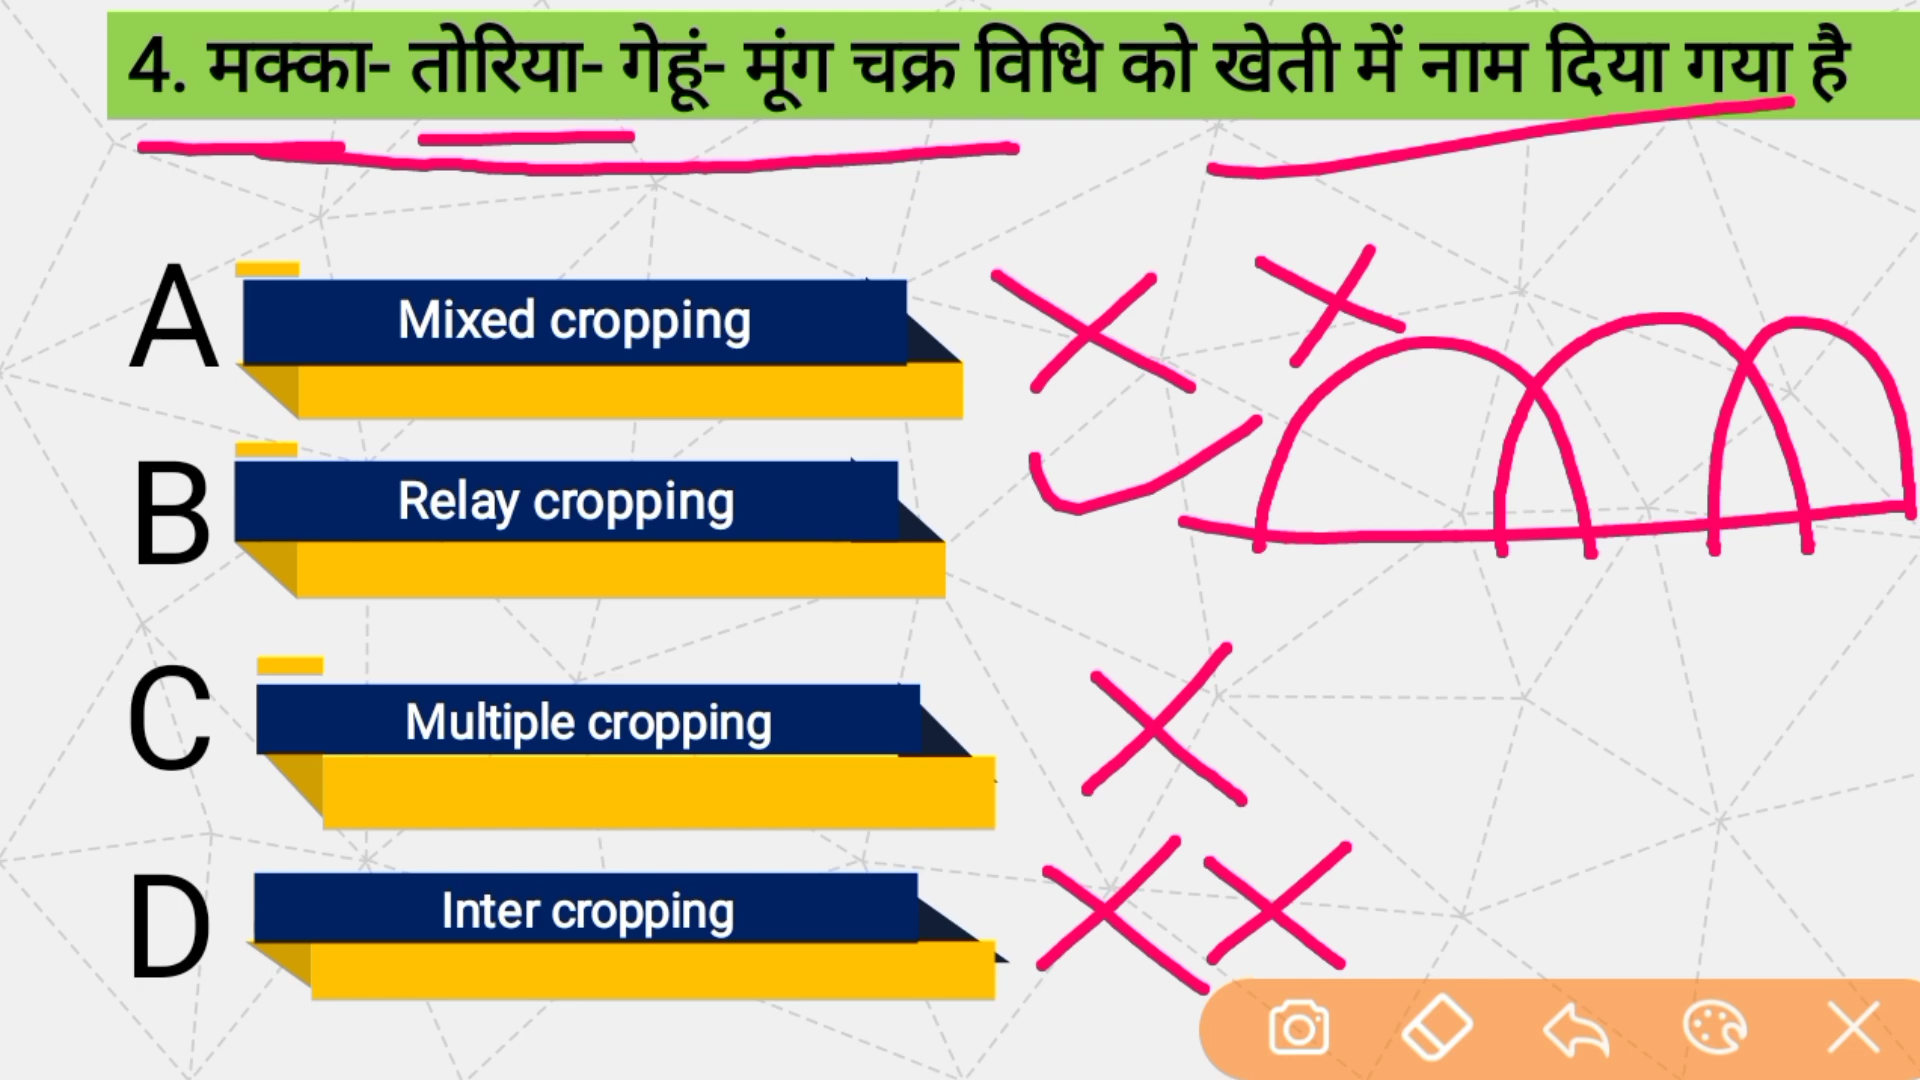 4. मक्का- तोरिया- गेहूं- मूंग चक्र विधि को खेती में नाम दिया गया है
A Mixed cropping
B Relay cropping
C Multiple cropping
D Inter cropping